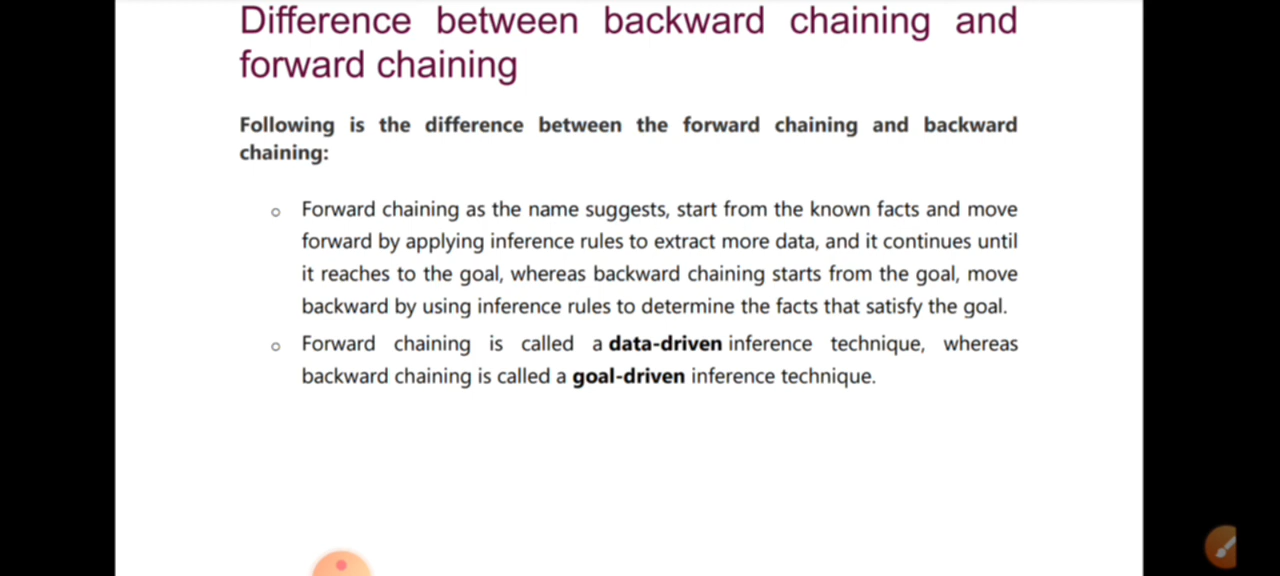 Difference between backward chaining and
forward chaining
Following is the difference between the forward chaining and backward
chaining:
○ Forward chaining as the name suggests, start from the known facts and move
forward by applying inference rules to extract more data, and it continues until
it reaches to the goal, whereas backward chaining starts from the goal, move
backward by using inference rules to determine the facts that satisfy the goal.
○ Forward chaining is called a data-driven inference technique, whereas
backward chaining is called a goal-driven inference technique.